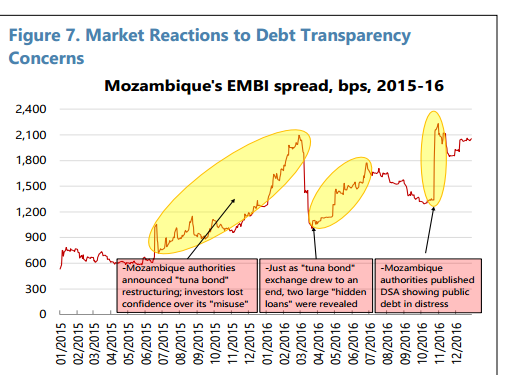 Figure 7. Market Reactions to Debt Transparency
Concerns
Mozambique's EMBI spread, bps, 2015-16
2,400
2,100
1,800
1,500
1,200
900
600
300
0
-Mozambique authorities
announced "tuna bond"
restructuring; investors lost
confidence over its "misuse"
-Just as "tuna bond"
exchange drew to an
end, two large "hidden
loans" were revealed
-Mozambique
authorities published
DSA showing public
debt in distress
01/2015
02/2015
03/2015
04/2015
05/2015
06/2015
07/2015
08/2015
09/2015
10/2015
11/2015
12/2015
01/2016
02/2016
03/2016
04/2016
05/2016
06/2016
07/2016
08/2016
09/2016
10/2016
11/2016
12/2016